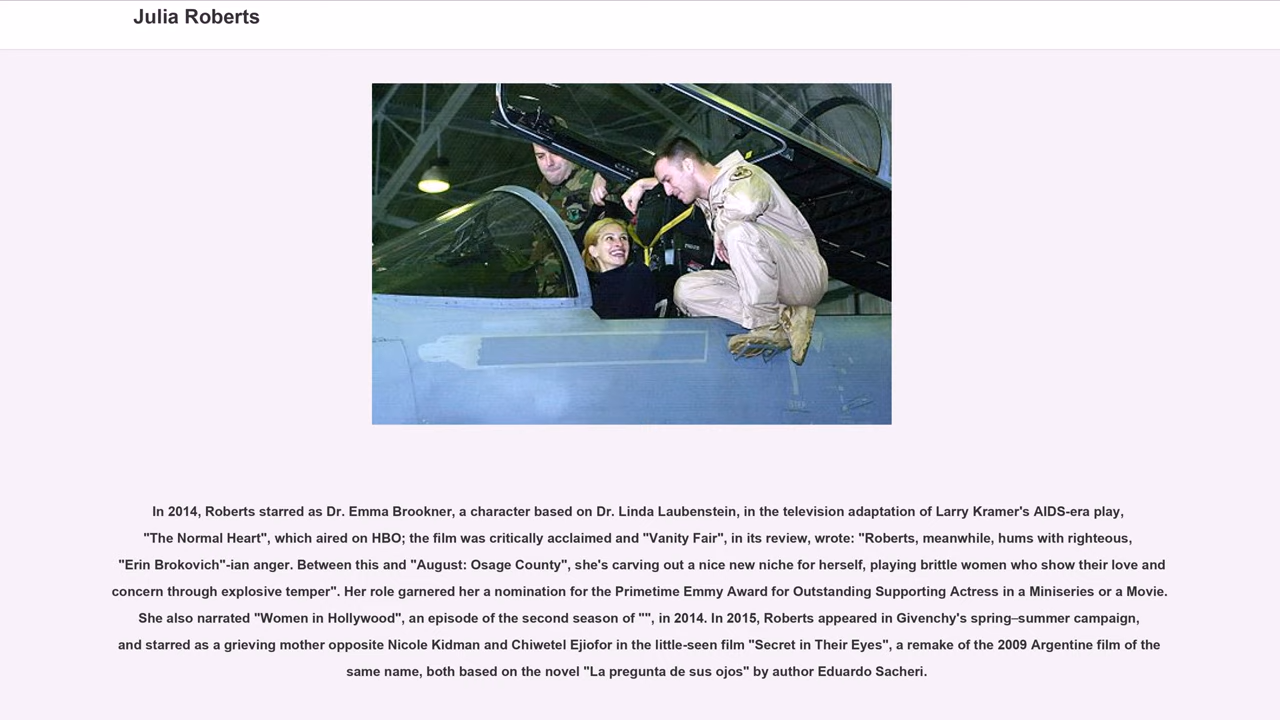 Julia Roberts
In 2014, Roberts starred as Dr. Emma Brookner, a character based on Dr. Linda Laubenstein, in the television adaptation of Larry Kramer's AIDS-era play,
"The Normal Heart", which aired on HBO; the film was critically acclaimed and "Vanity Fair", in its review, wrote: "Roberts, meanwhile, hums with righteous,
"Erin Brokovich"-ian anger. Between this and "August: Osage County", she's carving out a nice new niche for herself, playing brittle women who show their love and
concern through explosive temper". Her role garnered her a nomination for the Primetime Emmy Award for Outstanding Supporting Actress in a Miniseries or a Movie.
She also narrated "Women in Hollywood", an episode of the second season of "", in 2014. In 2015, Roberts appeared in Givenchy's spring–summer campaign,
and starred as a grieving mother opposite Nicole Kidman and Chiwetel Ejiofor in the little-seen film "Secret in Their Eyes", a remake of the 2009 Argentine film of the
same name, both based on the novel "La pregunta de sus ojos" by author Eduardo Sacheri.